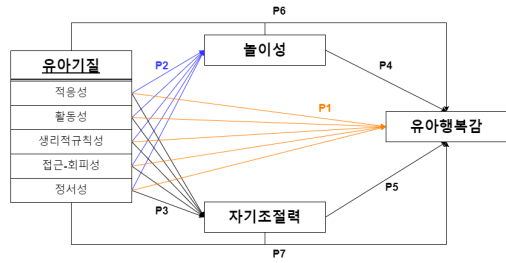 P6
유아기질
적응성
활동성
생리적규칙성
접근-회피성
정서성
P2
놀이성
P4
P1
유아행복감
P3
자기조절력
P5
P7